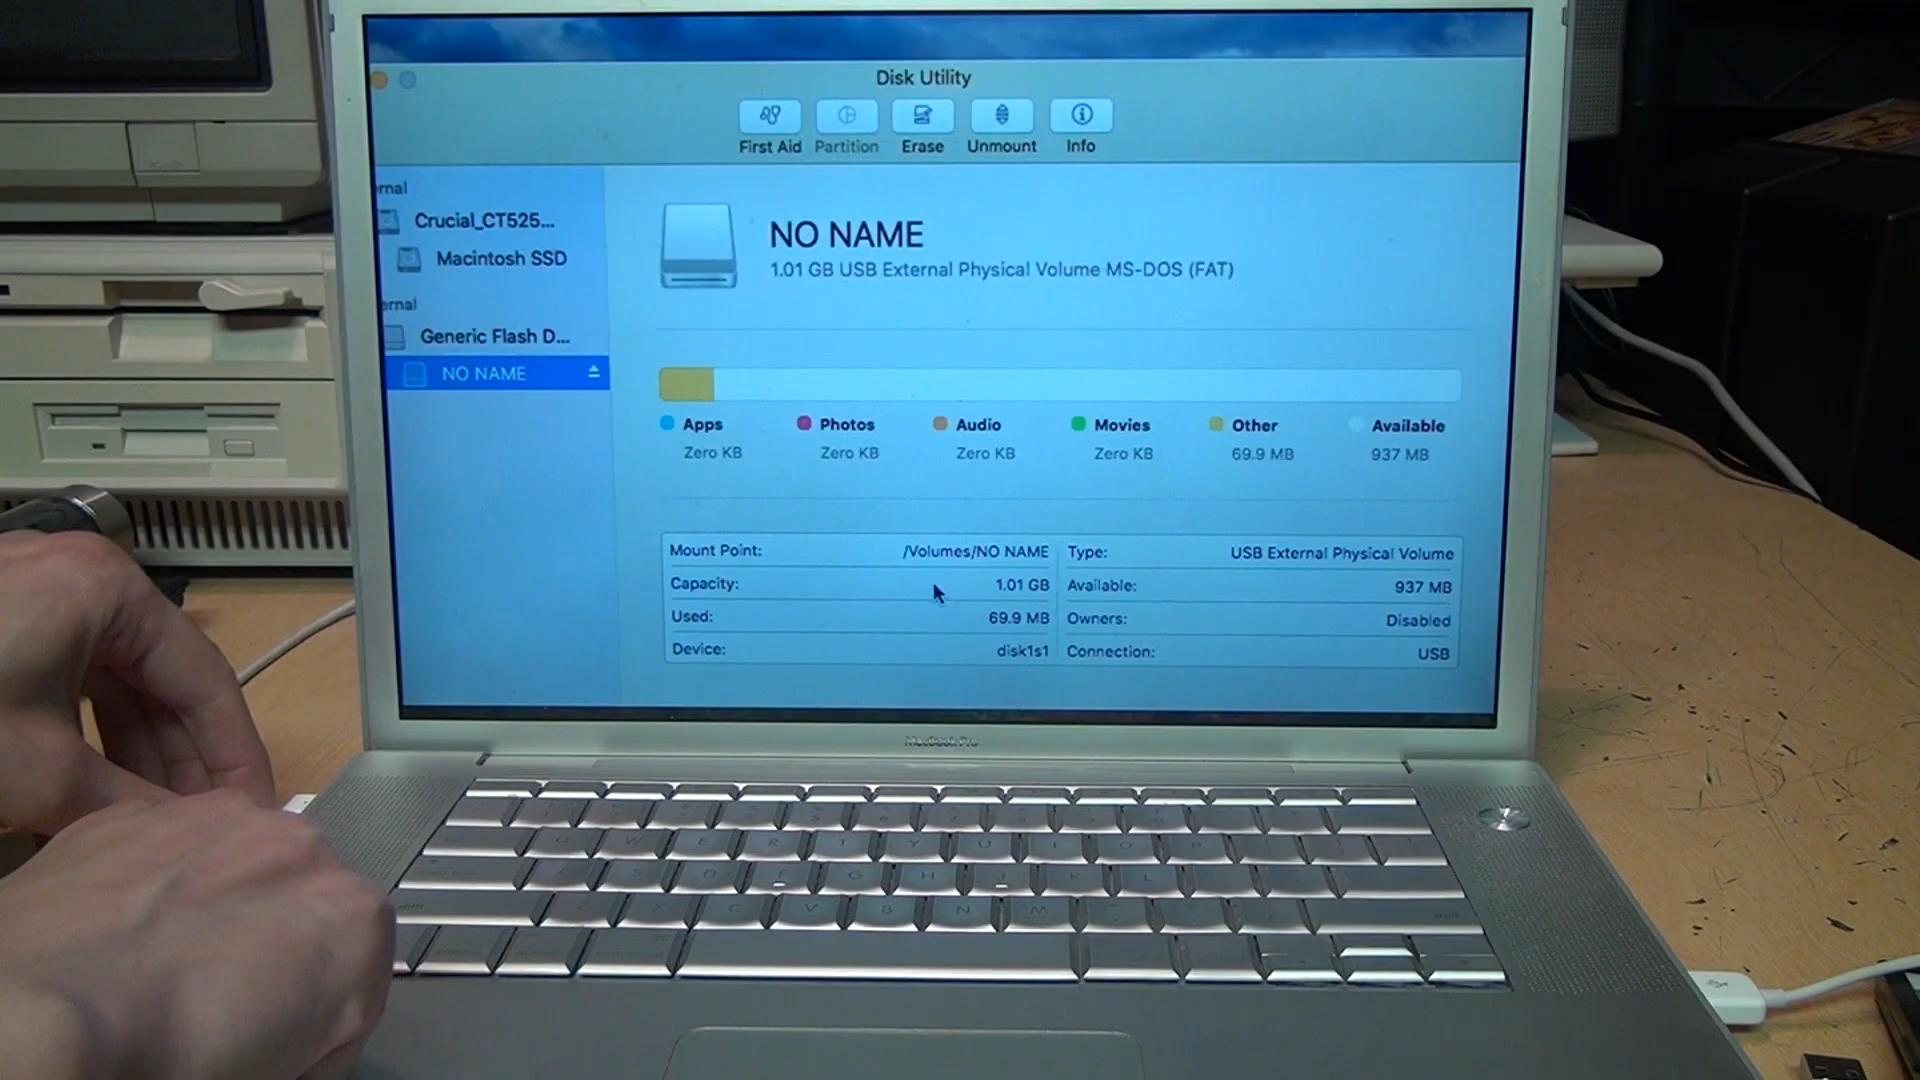 Disk Utility
First Aid Partition Erase Unmount Info
rnal
Crucial_CT525...
Macintosh SSD
ernal
Generic Flash D...
NO NAME
NO NAME
1.01 GB USB External Physical Volume MS-DOS (FAT)
Apps Photos Audio Movies Other Available
Zero KB Zero KB Zero KB Zero KB 69.9 MB 937 MB
Mount Point: /Volumes/NO NAME Type: USB External Physical Volume
Capacity: 1.01 GB Available: 937 MB
Used: 69.9 MB Owners: Disabled
Device: disk1s1 Connection: USB
MacBook Pro
W E R T Y U I O P
S D F G H J K L
X C V B N M